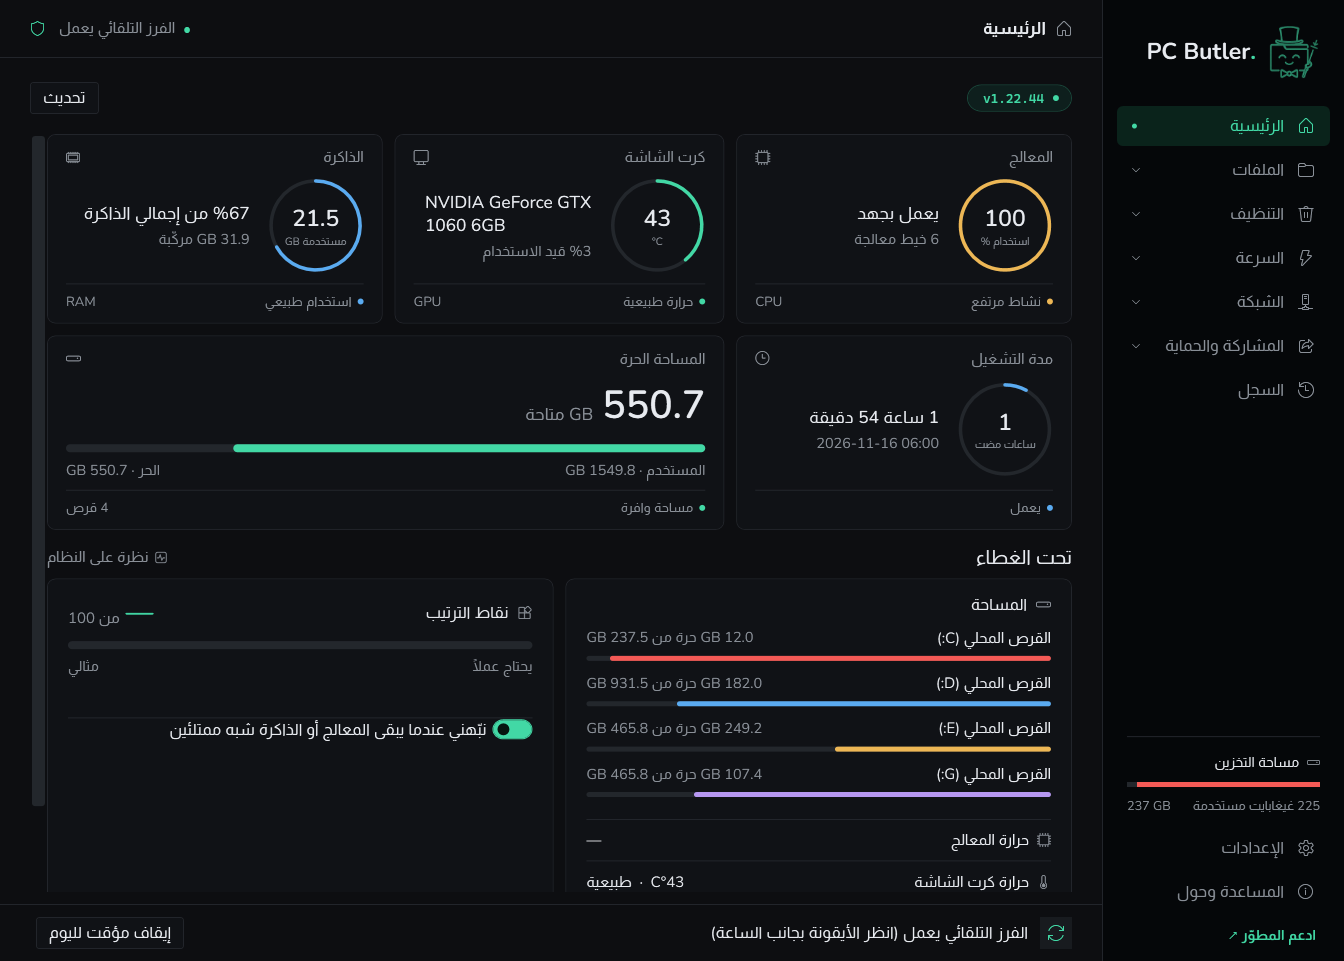 PC Butler.
الرئيسية
الملفات
التنظيف
السرعة
الشبكة
المشاركة والحماية
السجل
مساحة التخزين
225 غيغابايت مستخدمة
237 GB
الإعدادات
المساعدة وحول
ادعم المطوّر ↗
الرئيسية
الفرز التلقائي يعمل
v1.22.44
تحديث
المعالج
100
استخدام %
يعمل بجهد
6 خيط معالجة
نشاط مرتفع
CPU
كرت الشاشة
43
°C
NVIDIA GeForce GTX
1060 6GB
3% قيد الاستخدام
حرارة طبيعية
GPU
الذاكرة
21.5
مستخدمة GB
67% من إجمالي الذاكرة
31.9 GB مركّبة
استخدام طبيعي
RAM
مدة التشغيل
1
ساعات مضت
1 ساعة 54 دقيقة
2026-11-16 06:00
يعمل
المساحة الحرة
550.7 GB متاحة
المستخدم · 1549.8 GB
الحر · 550.7 GB
مساحة وافرة
4 قرص
تحت الغطاء
نظرة على النظام
المساحة
القرص المحلي (C:)
12.0 GB حرة من 237.5 GB
القرص المحلي (D:)
182.0 GB حرة من 931.5 GB
القرص المحلي (E:)
249.2 GB حرة من 465.8 GB
القرص المحلي (G:)
107.4 GB حرة من 465.8 GB
حرارة المعالج
—
حرارة كرت الشاشة
43°C · طبيعية
نقاط الترتيب
— من 100
يحتاج عملاً
مثالي
نبّهني عندما يبقى المعالج أو الذاكرة شبه ممتلئين
الفرز التلقائي يعمل (انظر الأيقونة بجانب الساعة)
إيقاف مؤقت لليوم